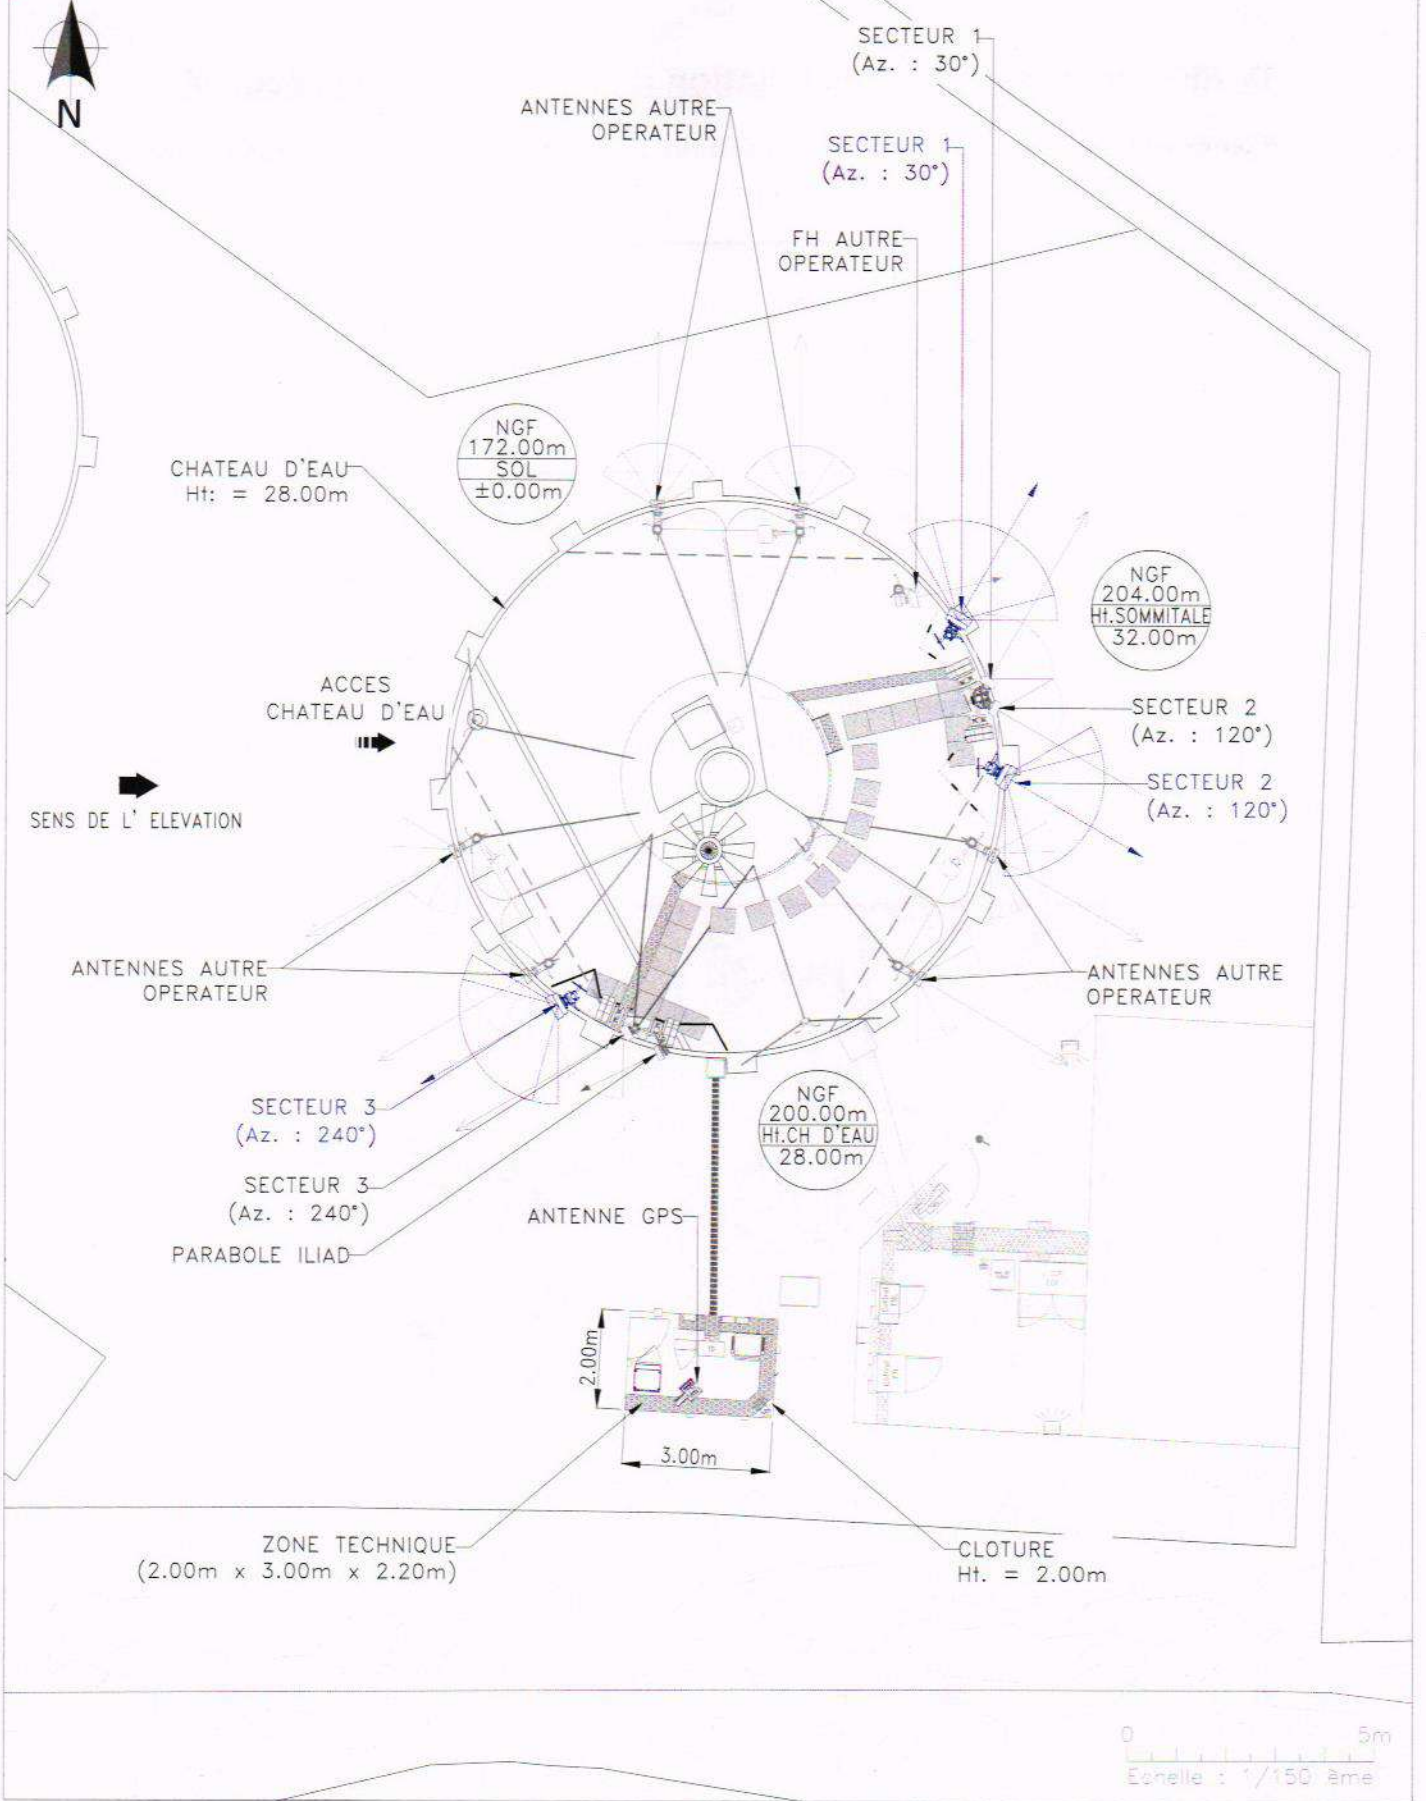 N
SECTEUR 1
(Az. : 30°)
ANTENNES AUTRE
OPERATEUR
SECTEUR 1
(Az. : 30°)
FH AUTRE
OPERATEUR
NGF
172.00m
SOL
±0.00m
CHATEAU D'EAU
Ht: = 28.00m
NGF
204.00m
Ht.SOMMITALE
32.00m
ACCES
CHATEAU D'EAU
SECTEUR 2
(Az. : 120°)
SECTEUR 2
(Az. : 120°)
SENS DE L' ELEVATION
ANTENNES AUTRE
OPERATEUR
ANTENNES AUTRE
OPERATEUR
SECTEUR 3
(Az. : 240°)
NGF
200.00m
Ht.CH D'EAU
28.00m
SECTEUR 3
(Az. : 240°)
ANTENNE GPS
PARABOLE ILIAD
2.00m
3.00m
ZONE TECHNIQUE
(2.00m x 3.00m x 2.20m)
CLOTURE
Ht. = 2.00m
0 5m
Echelle : 1/150 ème